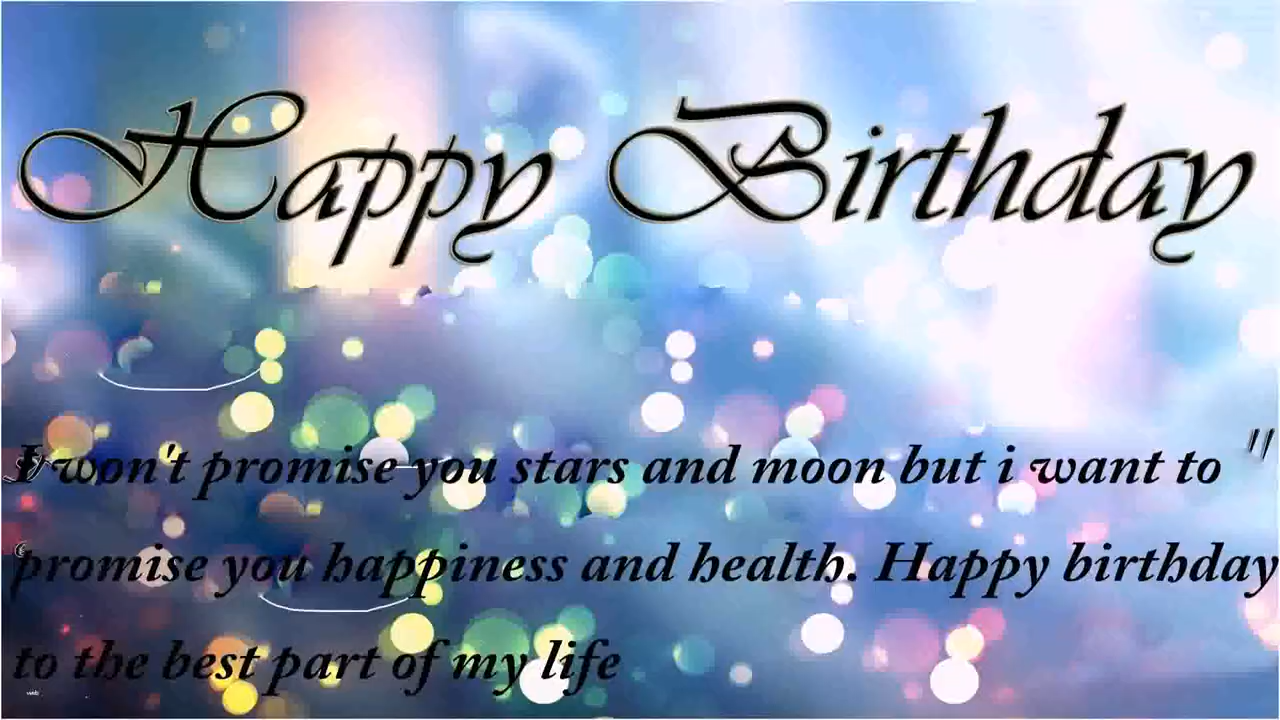 Happy Birthday
I won't promise you stars and moon but i want to "
promise you happiness and health. Happy birthday
to the best part of my life